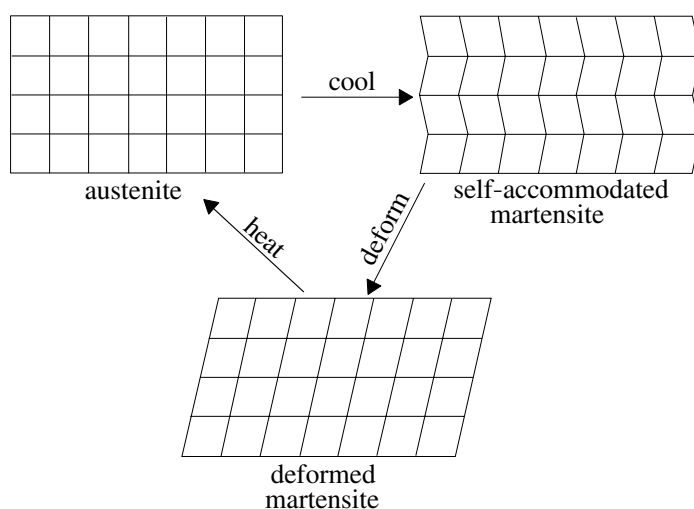 cool
austenite
self-accommodated
martensite
deform
heat
deformed
martensite